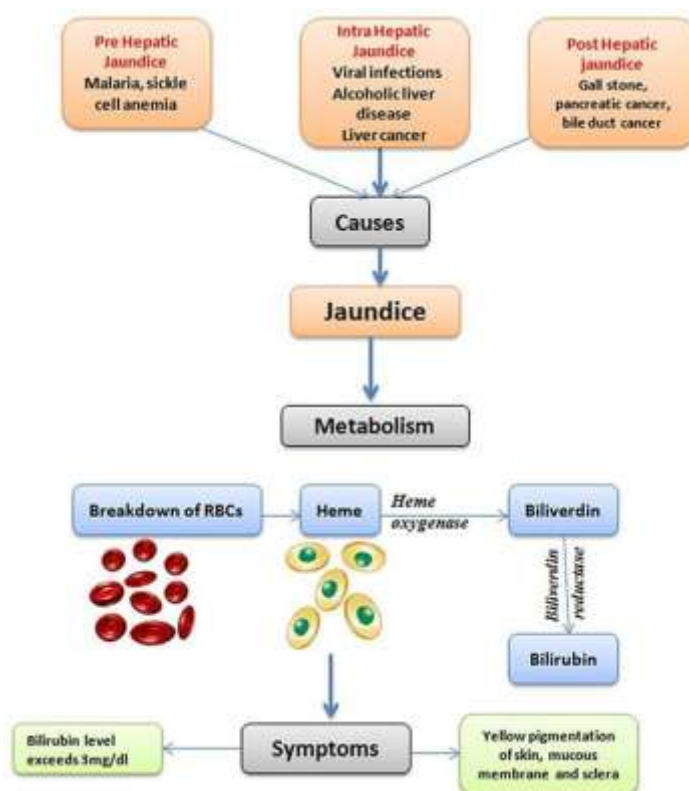 Pre Hepatic
Jaundice
Malaria, sickle
cell anemia
Intra Hepatic
Jaundice
Viral infections
Alcoholic liver
disease
Liver cancer
Post Hepatic
jaundice
Gall stone,
pancreatic cancer,
bile duct cancer
Causes
Jaundice
Metabolism
Breakdown of RBCs
Heme
Heme
oxygenase
Biliverdin
Biliverdin
reductase
Bilirubin
Bilirubin level
exceeds 3mg/dl
Symptoms
Yellow pigmentation
of skin, mucous
membrane and sclera